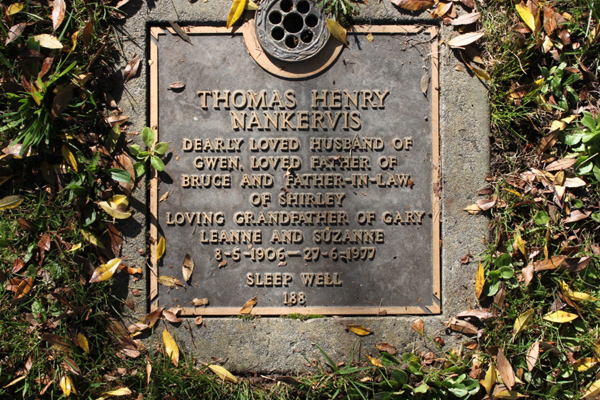 THOMAS HENRY
NANKERVIS
DEARLY LOVED HUSBAND OF
GWEN, LOVED FATHER OF
BRUCE AND FATHER-IN-LAW
OF SHIRLEY
LOVING GRANDFATHER OF GARY
LEANNE AND SUZANNE
8-5-1906-27-6-1977
SLEEP WELL
188